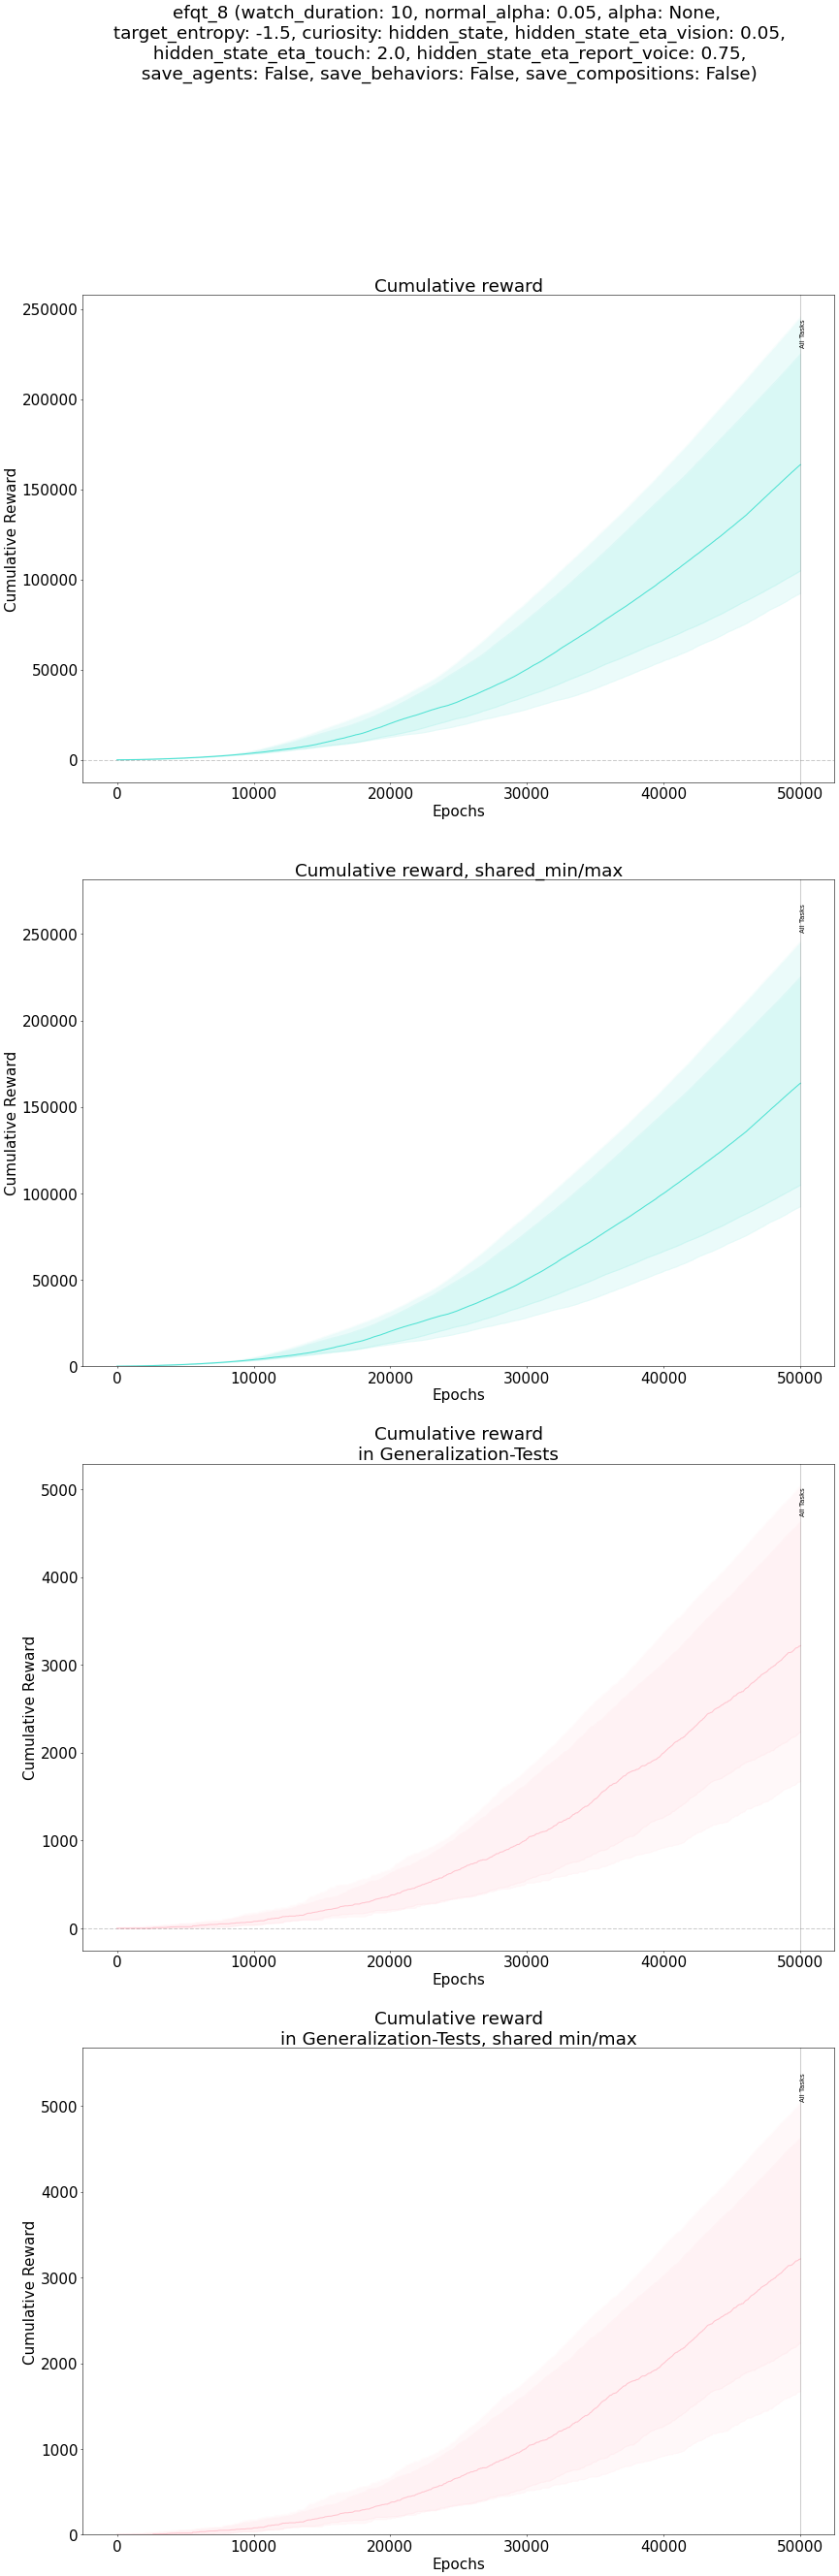 efqt_8 (watch_duration: 10, normal_alpha: 0.05, alpha: None,
target_entropy: -1.5, curiosity: hidden_state, hidden_state_eta_vision: 0.05,
hidden_state_eta_touch: 2.0, hidden_state_eta_report_voice: 0.75,
save_agents: False, save_behaviors: False, save_compositions: False)
Cumulative reward
250000
200000
150000
100000
50000
0
Cumulative Reward
All Tasks
0 10000 20000 30000 40000 50000
Epochs
Cumulative reward, shared_min/max
250000
200000
150000
100000
50000
0
Cumulative Reward
All Tasks
0 10000 20000 30000 40000 50000
Epochs
Cumulative reward
in Generalization-Tests
5000
4000
3000
2000
1000
0
Cumulative Reward
All Tasks
0 10000 20000 30000 40000 50000
Epochs
Cumulative reward
in Generalization-Tests, shared min/max
5000
4000
3000
2000
1000
0
Cumulative Reward
All Tasks
0 10000 20000 30000 40000 50000
Epochs